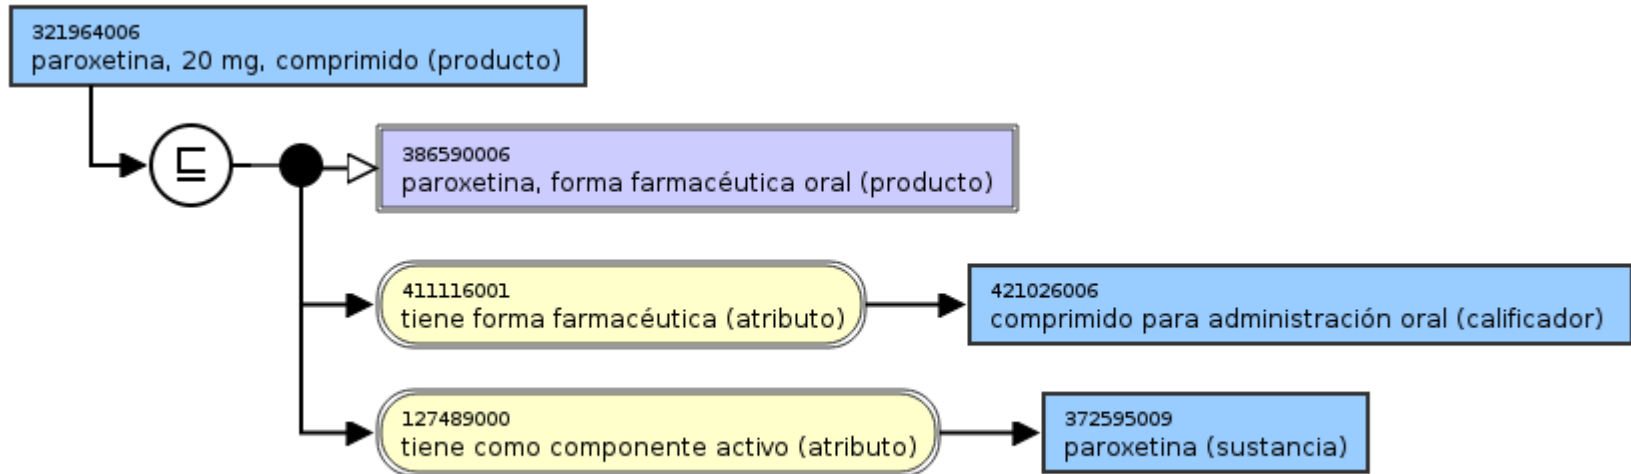 321964006
paroxetina, 20 mg, comprimido (producto)
⊑
386590006
paroxetina, forma farmacéutica oral (producto)
411116001
tiene forma farmacéutica (atributo)
421026006
comprimido para administración oral (calificador)
127489000
tiene como componente activo (atributo)
372595009
paroxetina (sustancia)